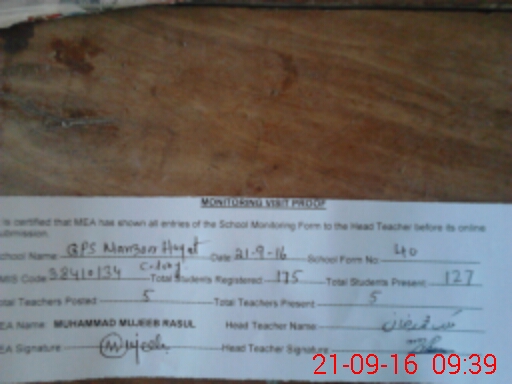 MONITORING VISIT PROOF
is certified that MEA has shown all entries of the School Monitoring Form to the Head Teacher before its online
submission.
School Name: GPS Manzoor Hayat Colony Date 21-9-16 School Form No: 40
EMIS Code 38410134 Total Students Registered 175 Total Students Present 127
Total Teachers Posted 5 Total Teachers Present 5
MEA Name MUHAMMAD MUJEEB RASUL Head Teacher Name:
MEA Signature Mujeeb Head Teacher Signature
21-09-16 09:39